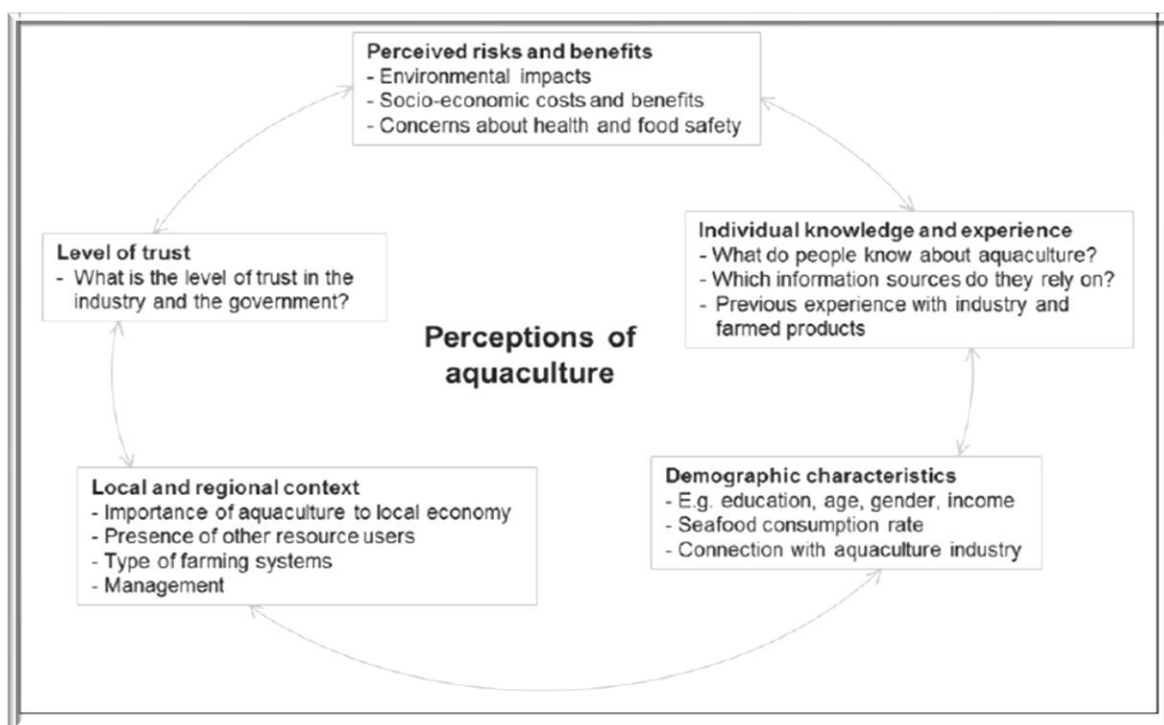 Perceived risks and benefits
- Environmental impacts
- Socio-economic costs and benefits
- Concerns about health and food safety
Level of trust
- What is the level of trust in the
industry and the government?
Individual knowledge and experience
- What do people know about aquaculture?
- Which information sources do they rely on?
- Previous experience with industry and
farmed products
Perceptions of
aquaculture
Local and regional context
- Importance of aquaculture to local economy
- Presence of other resource users
- Type of farming systems
- Management
Demographic characteristics
- E.g. education, age, gender, income
- Seafood consumption rate
- Connection with aquaculture industry